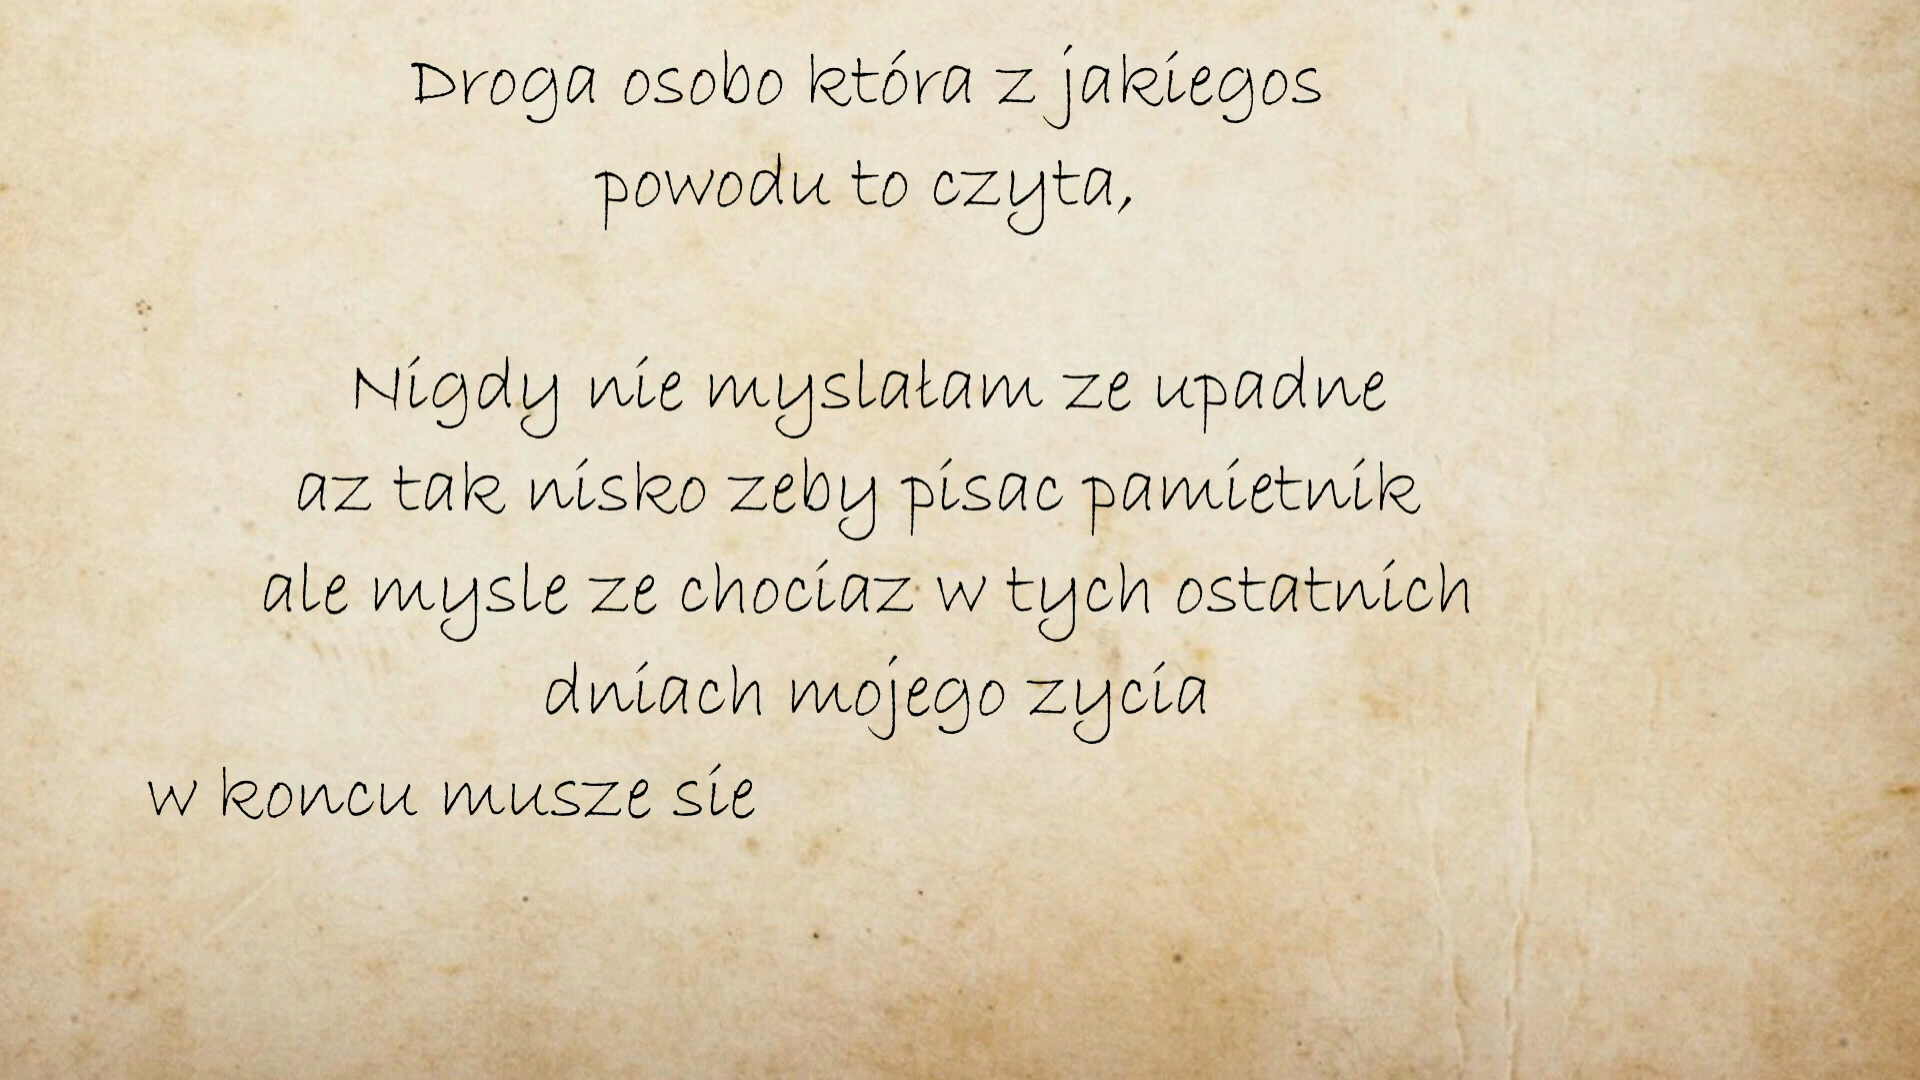 Droga osobo która z jakiegos
powodu to czyta,
Nigdy nie myslałam ze upadne
az tak nisko zeby pisac pamietnik
ale mysle ze chociaz w tych ostatnich
dniach mojego zycia
w koncu musze sie